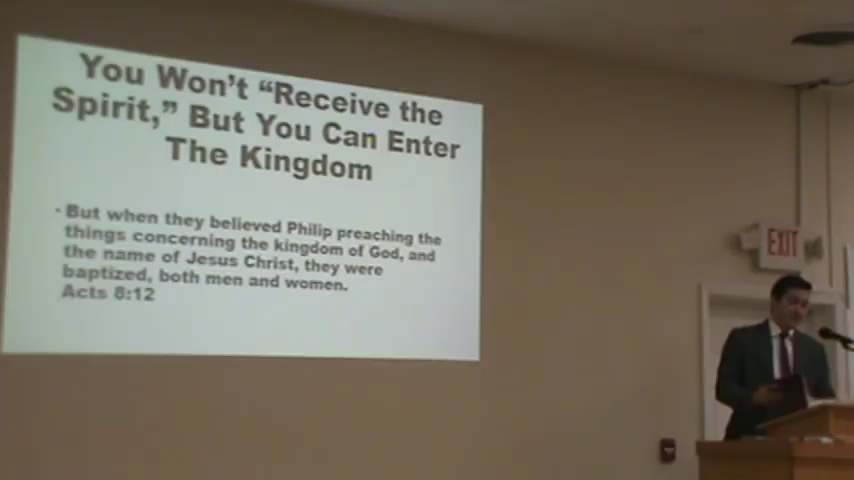 You Won't “Receive the
Spirit,” But You Can Enter
The Kingdom
• But when they believed Philip preaching the
things concerning the kingdom of God, and
the name of Jesus Christ, they were
baptized, both men and women.
Acts 8:12
EXIT